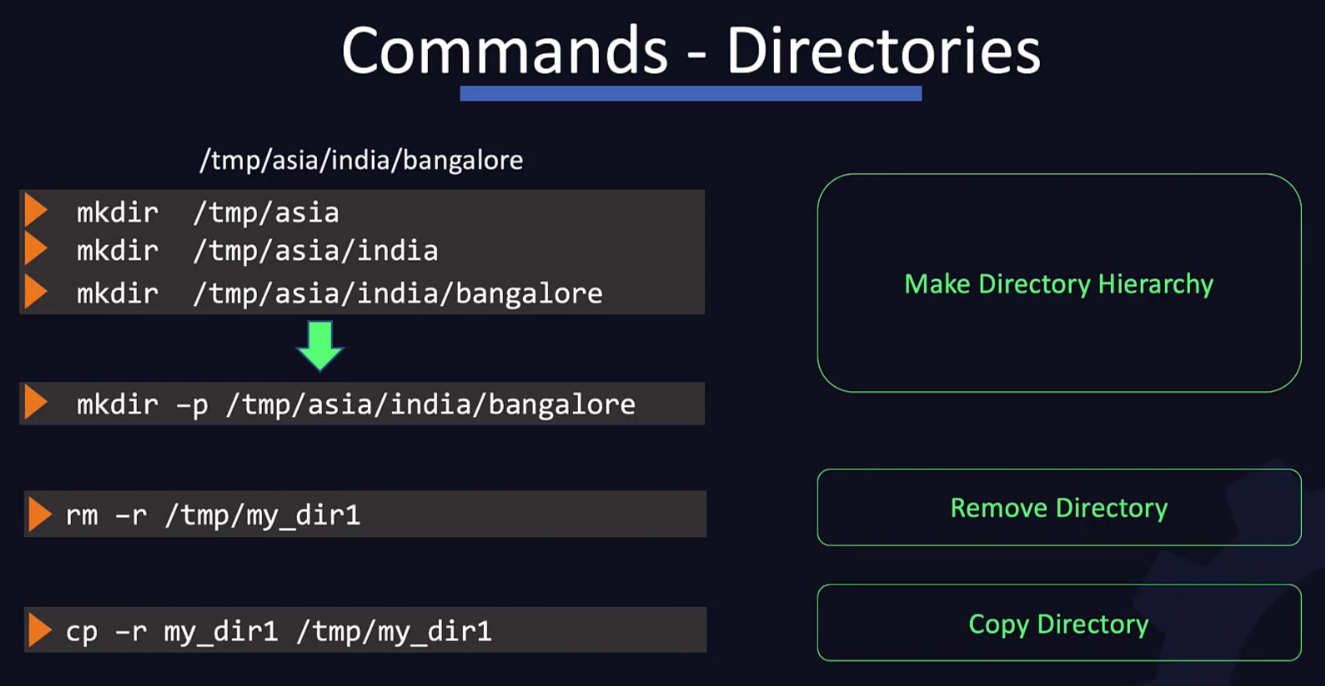 Commands - Directories
/tmp/asia/india/bangalore
mkdir /tmp/asia
mkdir /tmp/asia/india
mkdir /tmp/asia/india/bangalore
Make Directory Hierarchy
mkdir –p /tmp/asia/india/bangalore
rm –r /tmp/my_dir1
Remove Directory
cp –r my_dir1 /tmp/my_dir1
Copy Directory